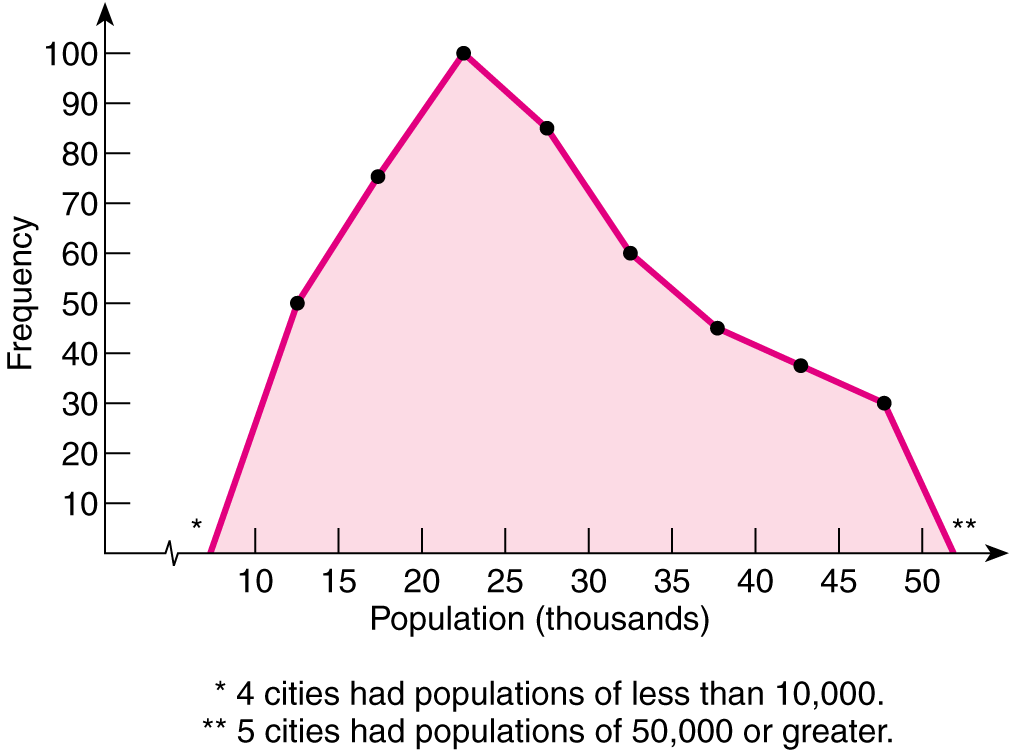 100
90
80
70
60
50
40
30
20
10
Frequency
*
**
10 15 20 25 30 35 40 45 50
Population (thousands)
* 4 cities had populations of less than 10,000.
** 5 cities had populations of 50,000 or greater.